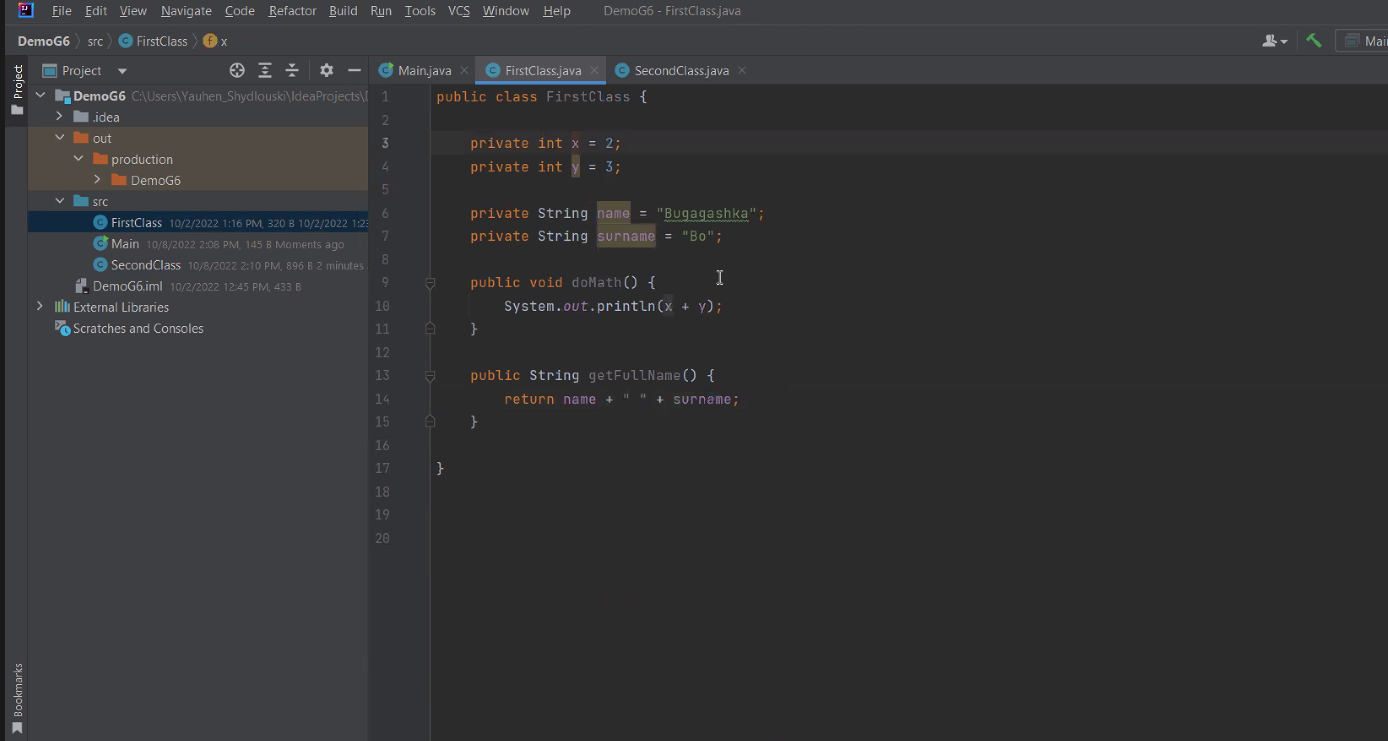 File Edit View Navigate Code Refactor Build Run Tools VCS Window Help DemoG6 - FirstClass.java
DemoG6 src FirstClass x
Project
Main.java FirstClass.java SecondClass.java
Project
Bookmarks
DemoG6 C:\Users\Yauhen_Shydlouski\IdeaProjects\
.idea
out
production
DemoG6
src
FirstClass 10/2/2022 1:16 PM, 320 B 10/2/2022 1:23
Main 10/8/2022 2:08 PM, 145 B Moments ago
SecondClass 10/8/2022 2:10 PM, 896 B 2 minutes
DemoG6.iml 10/2/2022 12:45 PM, 433 B
External Libraries
Scratches and Consoles
1 public class FirstClass {
2
3 private int x = 2;
4 private int y = 3;
5
6 private String name = "Bugagashka";
7 private String surname = "Bo";
8
9 public void doMath() {
10 System.out.println(x + y);
11 }
12
13 public String getFullName() {
14 return name + " " + surname;
15 }
16
17 }
18
19
20